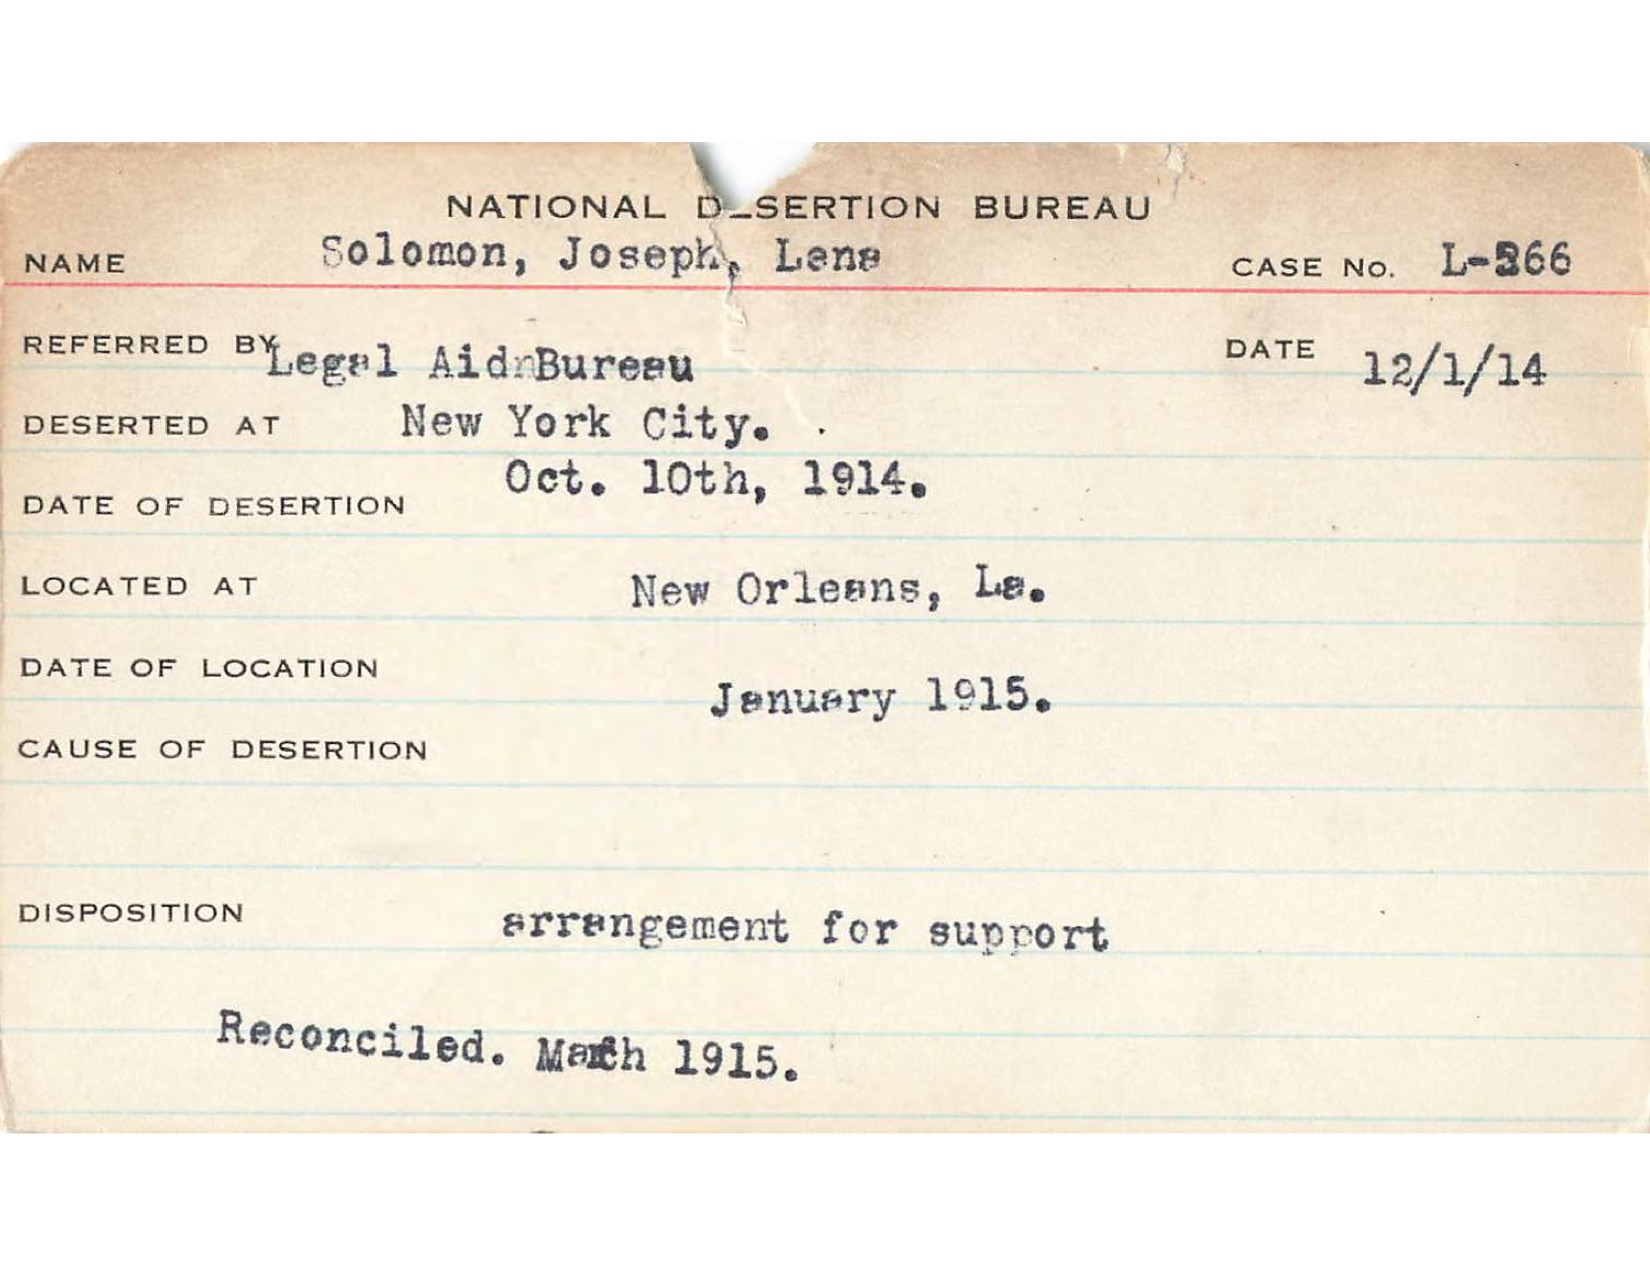 NATIONAL DESERTION BUREAU
NAME Solomon, Joseph, Lena CASE No.
REFERRED BY Legal Aid Bureau DATE 12/1/14
DESERTED AT New York City.
DATE OF DESERTION Oct. 10th, 1914.
LOCATED AT New Orleans, La.
DATE OF LOCATION January 1915.
CAUSE OF DESERTION
DISPOSITION arrangement for support
Reconciled. March 1915.